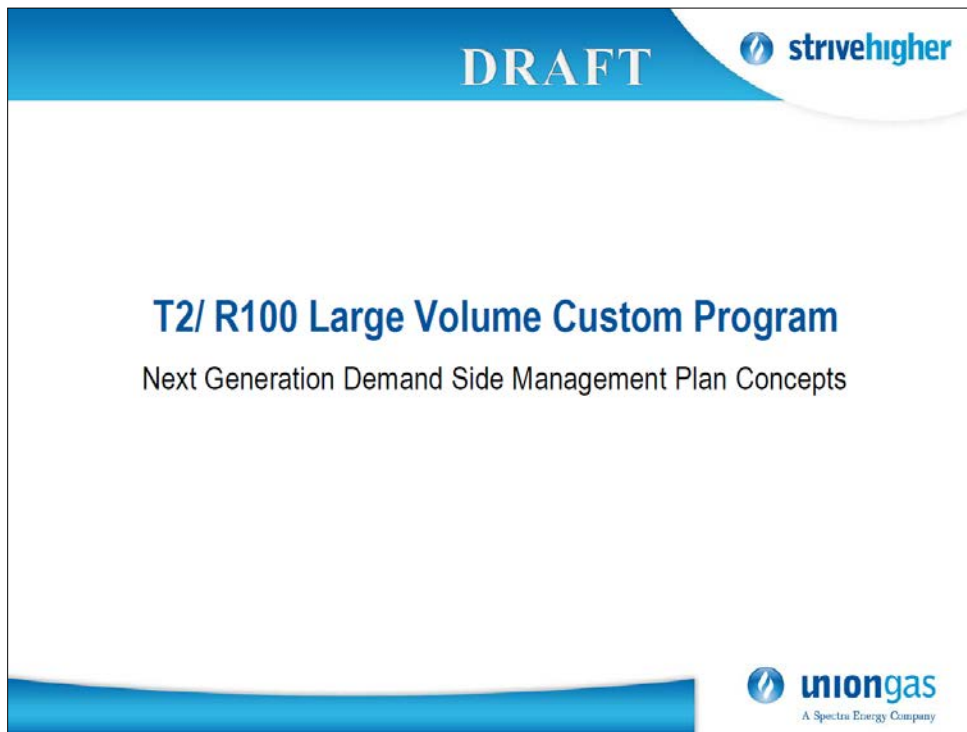 DRAFT
strivehigher
T2/ R100 Large Volume Custom Program
Next Generation Demand Side Management Plan Concepts
uniongas
A Spectra Energy Company